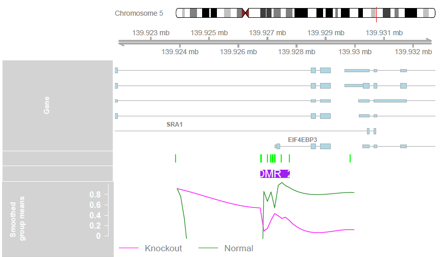 Chromosome 5
139.923 mb
139.925 mb
139.927 mb
139.929 mb
139.931 mb
139.924 mb
139.926 mb
139.928 mb
139.93 mb
139.932 mb
Gene
SRA1
EIF4EBP3
Smoothed
group means
0.8
0.6
0.4
0.2
0
Knockout
Normal